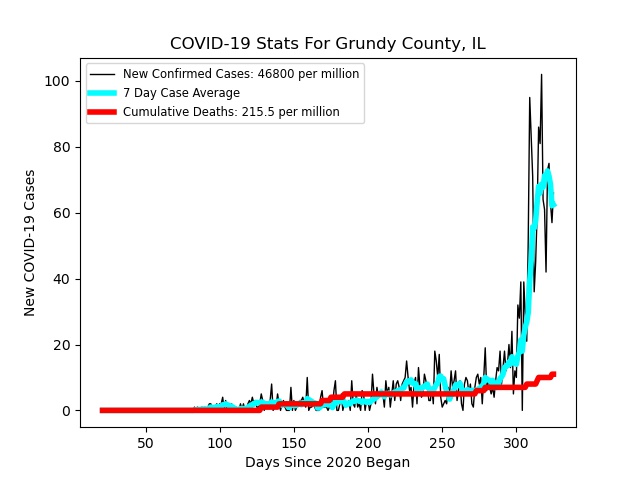 COVID-19 Stats For Grundy County, IL
New Confirmed Cases: 46800 per million
7 Day Case Average
Cumulative Deaths: 215.5 per million
New COVID-19 Cases
100
80
60
40
20
0
50 100 150 200 250 300
Days Since 2020 Began